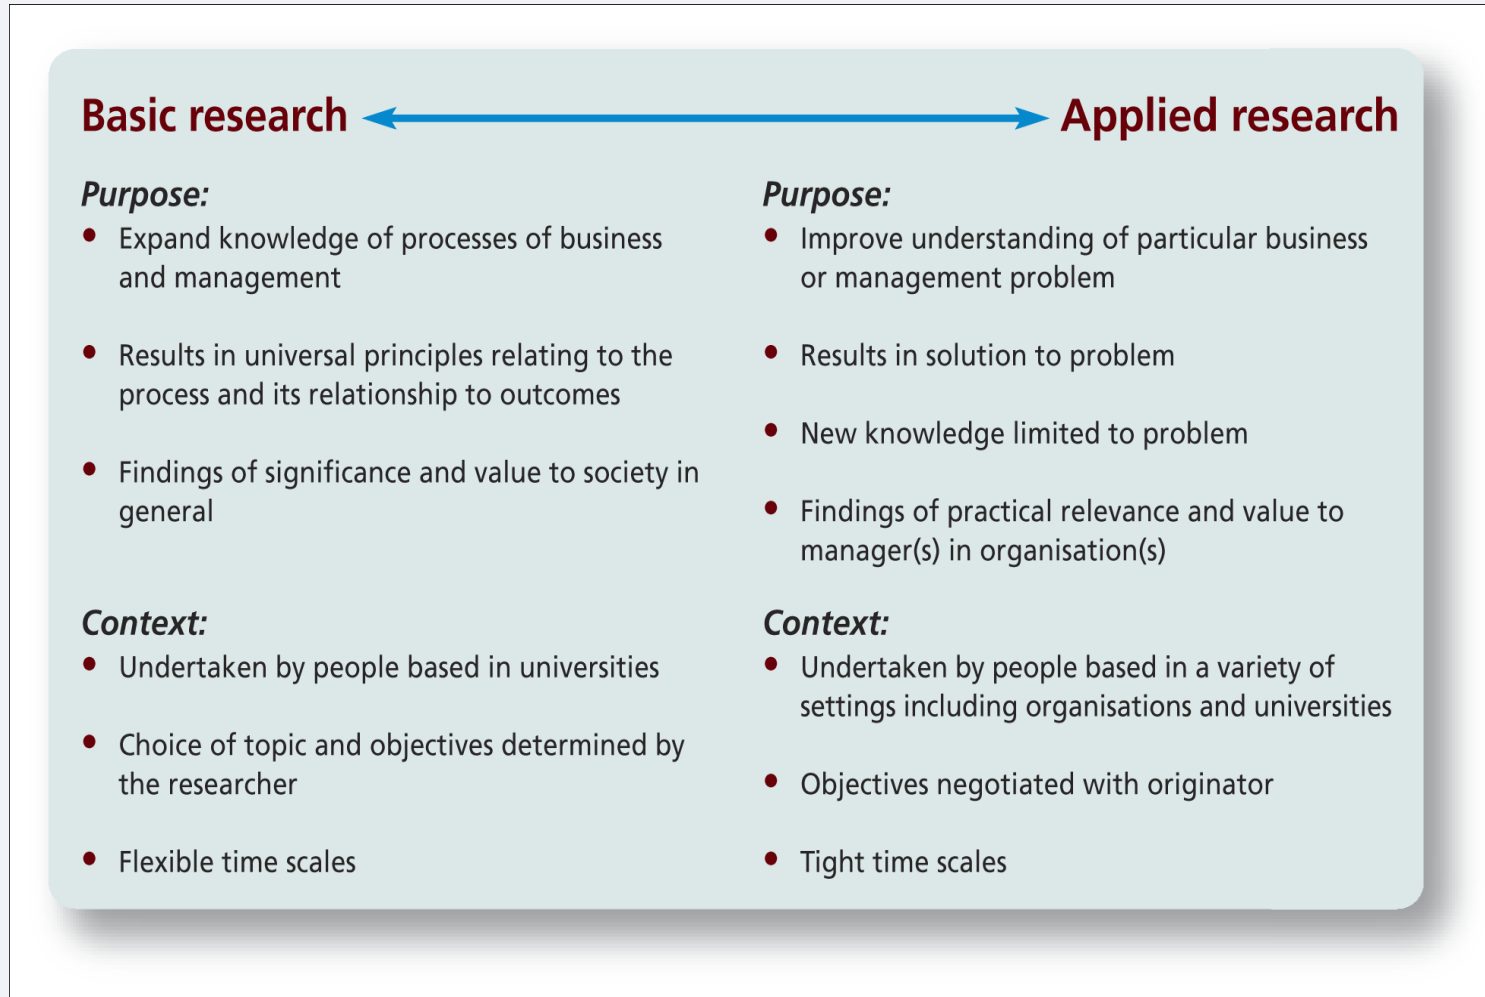 Basic research
Applied research
Purpose:
• Expand knowledge of processes of business
and management
• Results in universal principles relating to the
process and its relationship to outcomes
• Findings of significance and value to society in
general
Context:
• Undertaken by people based in universities
• Choice of topic and objectives determined by
the researcher
• Flexible time scales
Purpose:
• Improve understanding of particular business
or management problem
• Results in solution to problem
• New knowledge limited to problem
• Findings of practical relevance and value to
manager(s) in organisation(s)
Context:
• Undertaken by people based in a variety of
settings including organisations and universities
• Objectives negotiated with originator
• Tight time scales